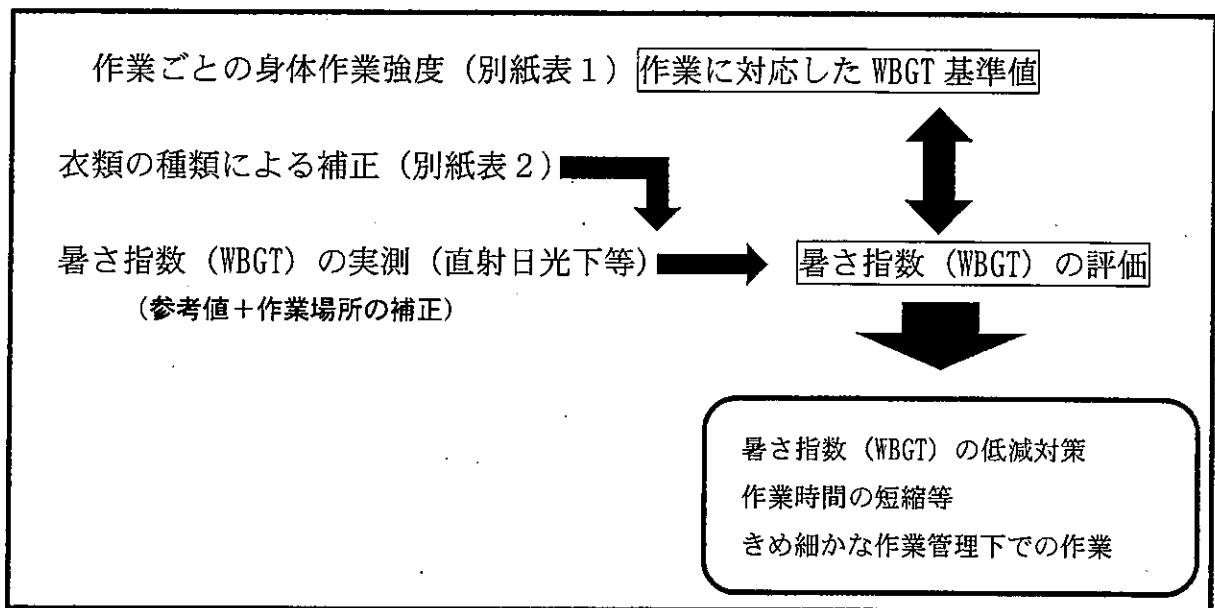 作業ごとの身体作業強度（別紙表１）作業に対応した WBGT 基準値
衣類の種類による補正（別紙表２）
暑さ指数（WBGT）の実測（直射日光下等）
暑さ指数（WBGT）の評価
（参考値＋作業場所の補正）
暑さ指数（WBGT）の低減対策
作業時間の短縮等
きめ細かな作業管理下での作業